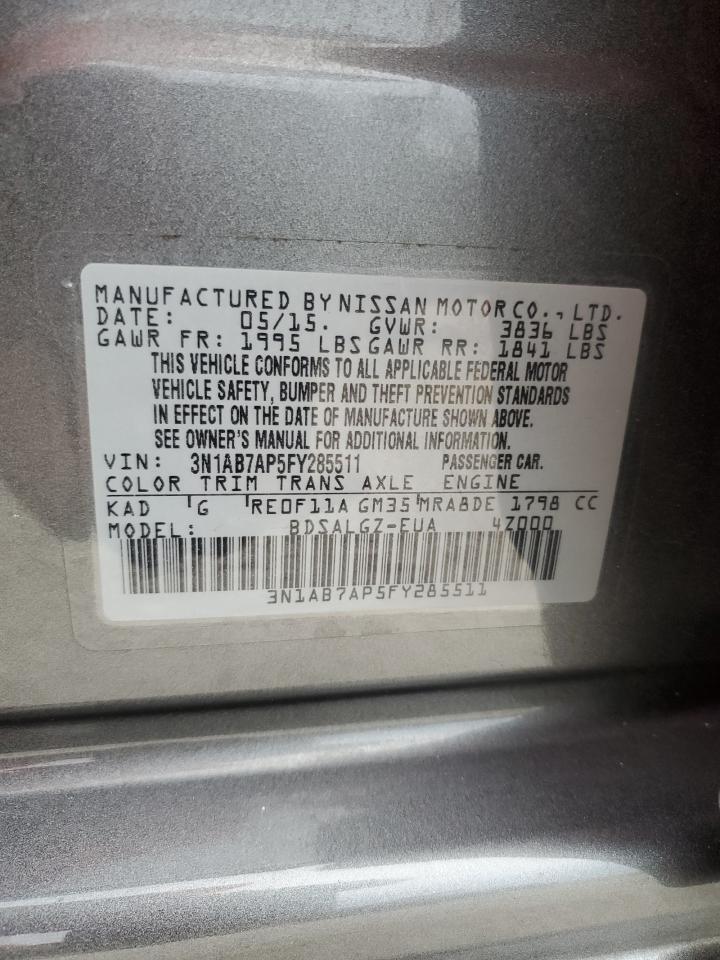 MANUFACTURED BY NISSAN MOTOR CO., LTD.
DATE: 05/15. GVWR: 3836 LBS
GAWR FR: 1995 LBS GAWR RR: 1841 LBS
THIS VEHICLE CONFORMS TO ALL APPLICABLE FEDERAL MOTOR
VEHICLE SAFETY, BUMPER AND THEFT PREVENTION STANDARDS
IN EFFECT ON THE DATE OF MANUFACTURE SHOWN ABOVE.
SEE OWNER'S MANUAL FOR ADDITIONAL INFORMATION.
VIN: 3N1AB7AP5FY285511 PASSENGER CAR.
COLOR TRIM TRANS AXLE ENGINE
KAD G RE0F11A GM35 MRA8DE 1798 CC
MODEL: BDSALGZ-EUA 4Z000
3N1AB7AP5FY285511